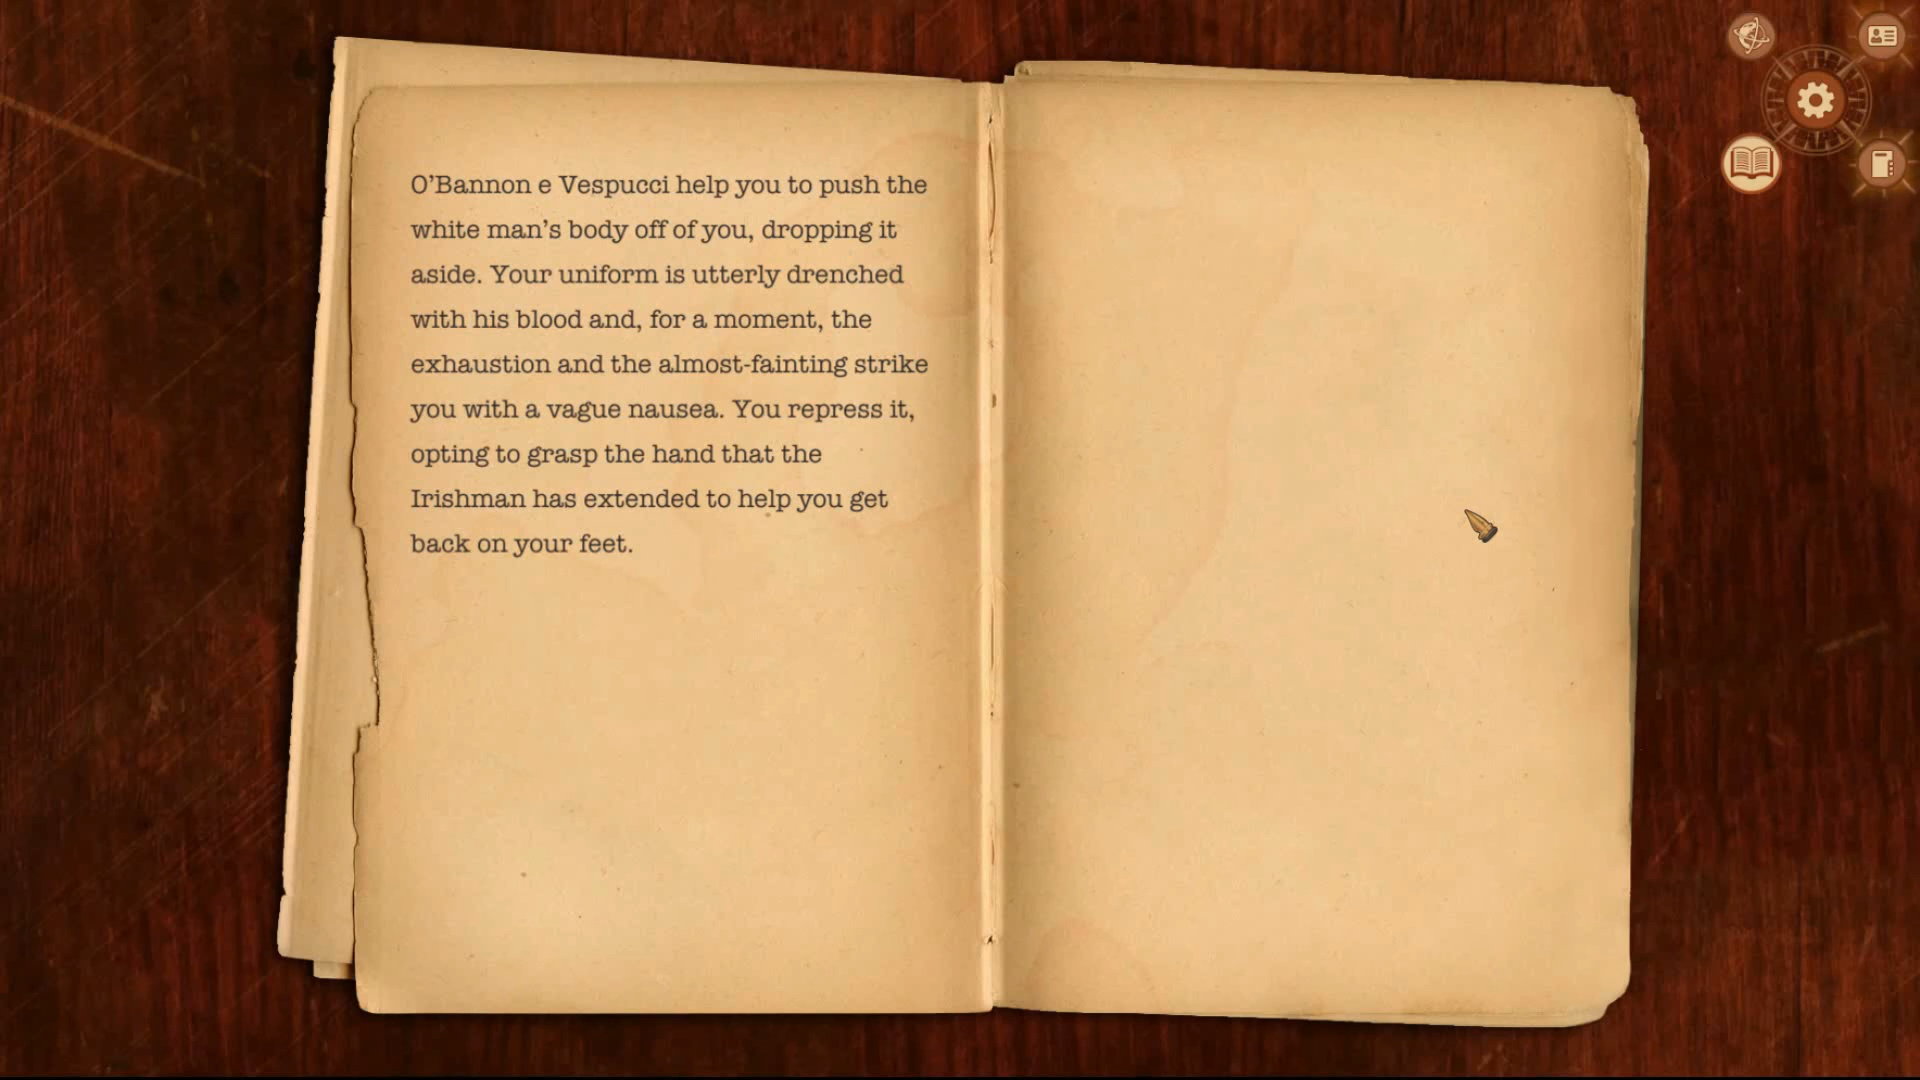 O’Bannon e Vespucci help you to push the
white man’s body off of you, dropping it
aside. Your uniform is utterly drenched
with his blood and, for a moment, the
exhaustion and the almost-fainting strike
you with a vague nausea. You repress it,
opting to grasp the hand that the
Irishman has extended to help you get
back on your feet.